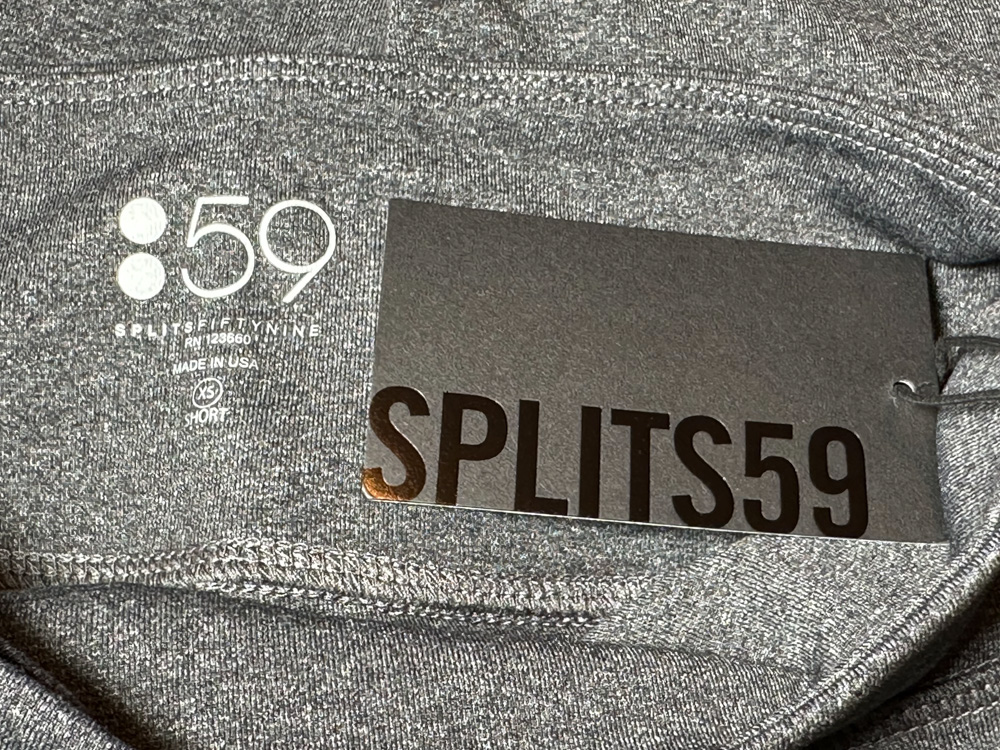 :59
SPLITSFIFTYNINE
RN 123660
MADE IN USA
XS
SHORT
SPLITS59